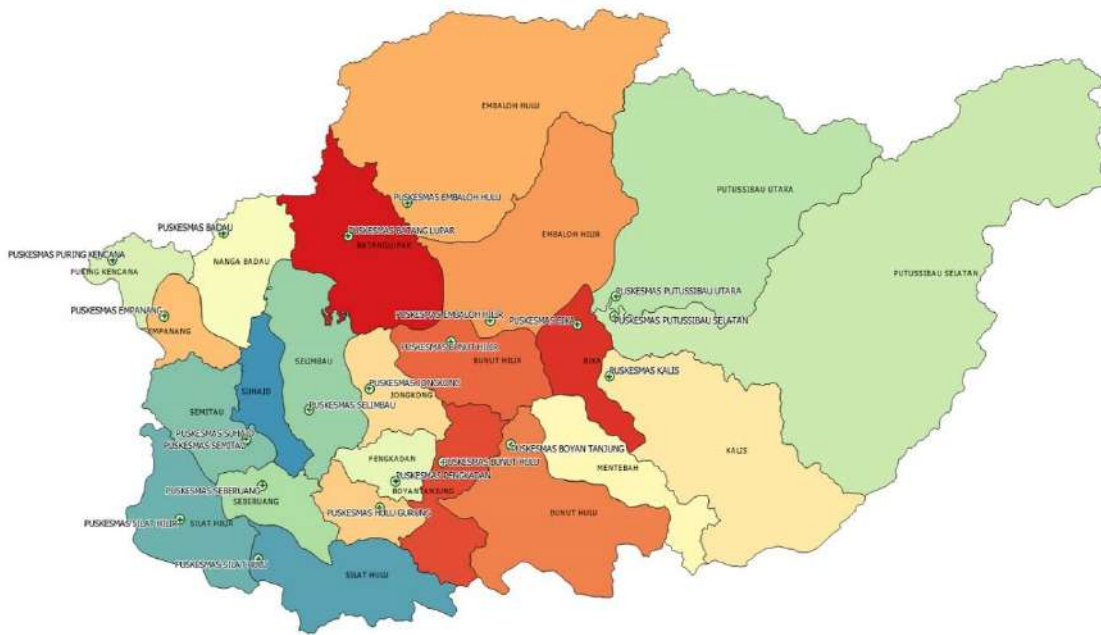 EMBALOH HULU
PUTUSSIBAU UTARA
PUSKESMAS EMBALOH HULU
PUSKESMAS BADAU
PUSKESMAS BATANG LUPAR
EMBALOH HILIR
BATANG LUPAR
PUSKESMAS PURING KENCANA
NANGA BADAU
PURING KENCANA
PUTUSSIBAU SELATAN
PUSKESMAS PUTUSSIBAU UTARA
PUSKESMAS EMPANANG
PUSKESMAS EMBALOH HILIR
PUSKESMAS BIKA
PUSKESMAS PUTUSSIBAU SELATAN
EMPANANG
PUSKESMAS BUNUT HILIR
SELIMBAU
BUNUT HILIR
BIKA
PUSKESMAS KALIS
PUSKESMAS JONGKONG
SUHAID
JONGKONG
SEMITAU
PUSKESMAS SELIMBAU
PUSKESMAS SUHAID
PUSKESMAS SEMITAU
PUSKESMAS BOYAN TANJUNG
KALIS
PENGKADAN
PUSKESMAS BUNUT HULU
MENTEBAH
PUSKESMAS PENGKADAN
PUSKESMAS SEBERUANG
BOYAN TANJUNG
SEBERUANG
PUSKESMAS HULU GURUNG
BUNUT HULU
PUSKESMAS SILAT HILIR
SILAT HILIR
PUSKESMAS SILAT HULU
SILAT HULU